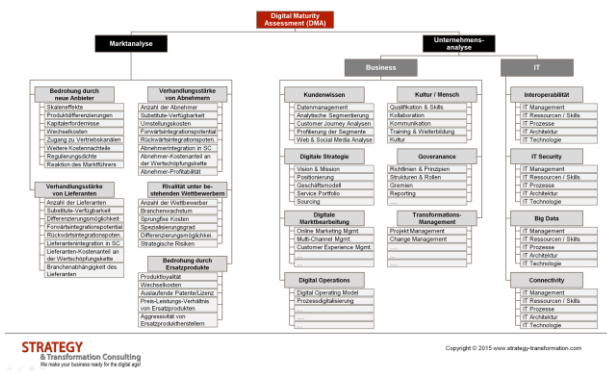 Digital Maturity
Assessment (DMA)
Marktanalyse
Unternehmens-
analyse
Business
IT
Bedrohung durch
neue Anbieter
Skaleneffekte
Produktdifferenzierungen
Kapitalerfordernisse
Wechselkosten
Zugang zu Vertriebskanälen
Weitere Kostennachteile
Regulierungsdichte
Reaktion des Marktführers
Verhandlungsstärke
von Abnehmern
Anzahl der Abnehmer
Substitute-Verfügbarkeit
Umstellungskosten
Forwärtsintegrationspotential
Rückwärtsintegrationspoten.
Abnehmerintegration in SC
Abnehmer-Kostenanteil an
der Wertschöpfungskette
Abnehmer-Profitabilität
Verhandlungsstärke
von Lieferanten
Anzahl der Lieferanten
Substitute-Verfügbarkeit
Differenzierungsmöglichkeit
Forwärtsintegrationspotential
Rückwärtsintegrationspoten.
Lieferantenintegration in SC
Lieferanten-Kostenanteil an
der Wertschöpfungskette
Branchenabhängigkeit des
Lieferanten
Rivalität unter be-
stehenden Wettbewerbern
Anzahl der Wettbewerber
Branchenwachstum
Sprungfixe Kosten
Spezialisierungsgrad
Differenzierungsmöglichkei.
Strategische Risiken
Bedrohung durch
Ersatzprodukte
Produktloyalität
Wechselkosten
Auslaufende Patente/Lizenz
Preis-Leistungs-Verhältnis
von Ersatzprodukten
Aggressivität von
Ersatzproduktherstellern
Kundenwissen
Datenmanagement
Analytische Segmentierung
Customer Journey Analysen
Profilierung der Segmente
Web & Social Media Analyse
Digitale Strategie
Vision & Mission
Positionierung
Geschäftsmodell
Service Portfolio
Sourcing
Digitale
Marktbearbeitung
Online Marketing Mgmt.
Multi-Channel Mgmt.
Customer Experience Mgmt.
...
...
Digital Operations
Digital Operating Model
Prozessdigitalisierung
...
...
...
Kultur / Mensch
Qualifikation & Skills
Kollaboration
Kommunikation
Training & Weiterbildung
Kultur
Goveranance
Richtlinien & Prinzipien
Strukturen & Rollen
Gremien
Reporting
...
Transformations-
Management
Projekt Management
Change Management
...
...
...
Interoperabilität
IT Management
IT Ressourcen / Skills
IT Prozesse
IT Architektur
IT Technologie
IT Security
IT Management
IT Ressourcen / Skills
IT Prozesse
IT Architektur
IT Technologie
Big Data
IT Management
IT Ressourcen / Skills
IT Prozesse
IT Architektur
IT Technologie
Connectivity
IT Management
IT Ressourcen / Skills
IT Prozesse
IT Architektur
IT Technologie
STRATEGY
& Transformation Consulting
We make your business ready for the digital age!
Copyright © 2015 www.strategy-transformation.com